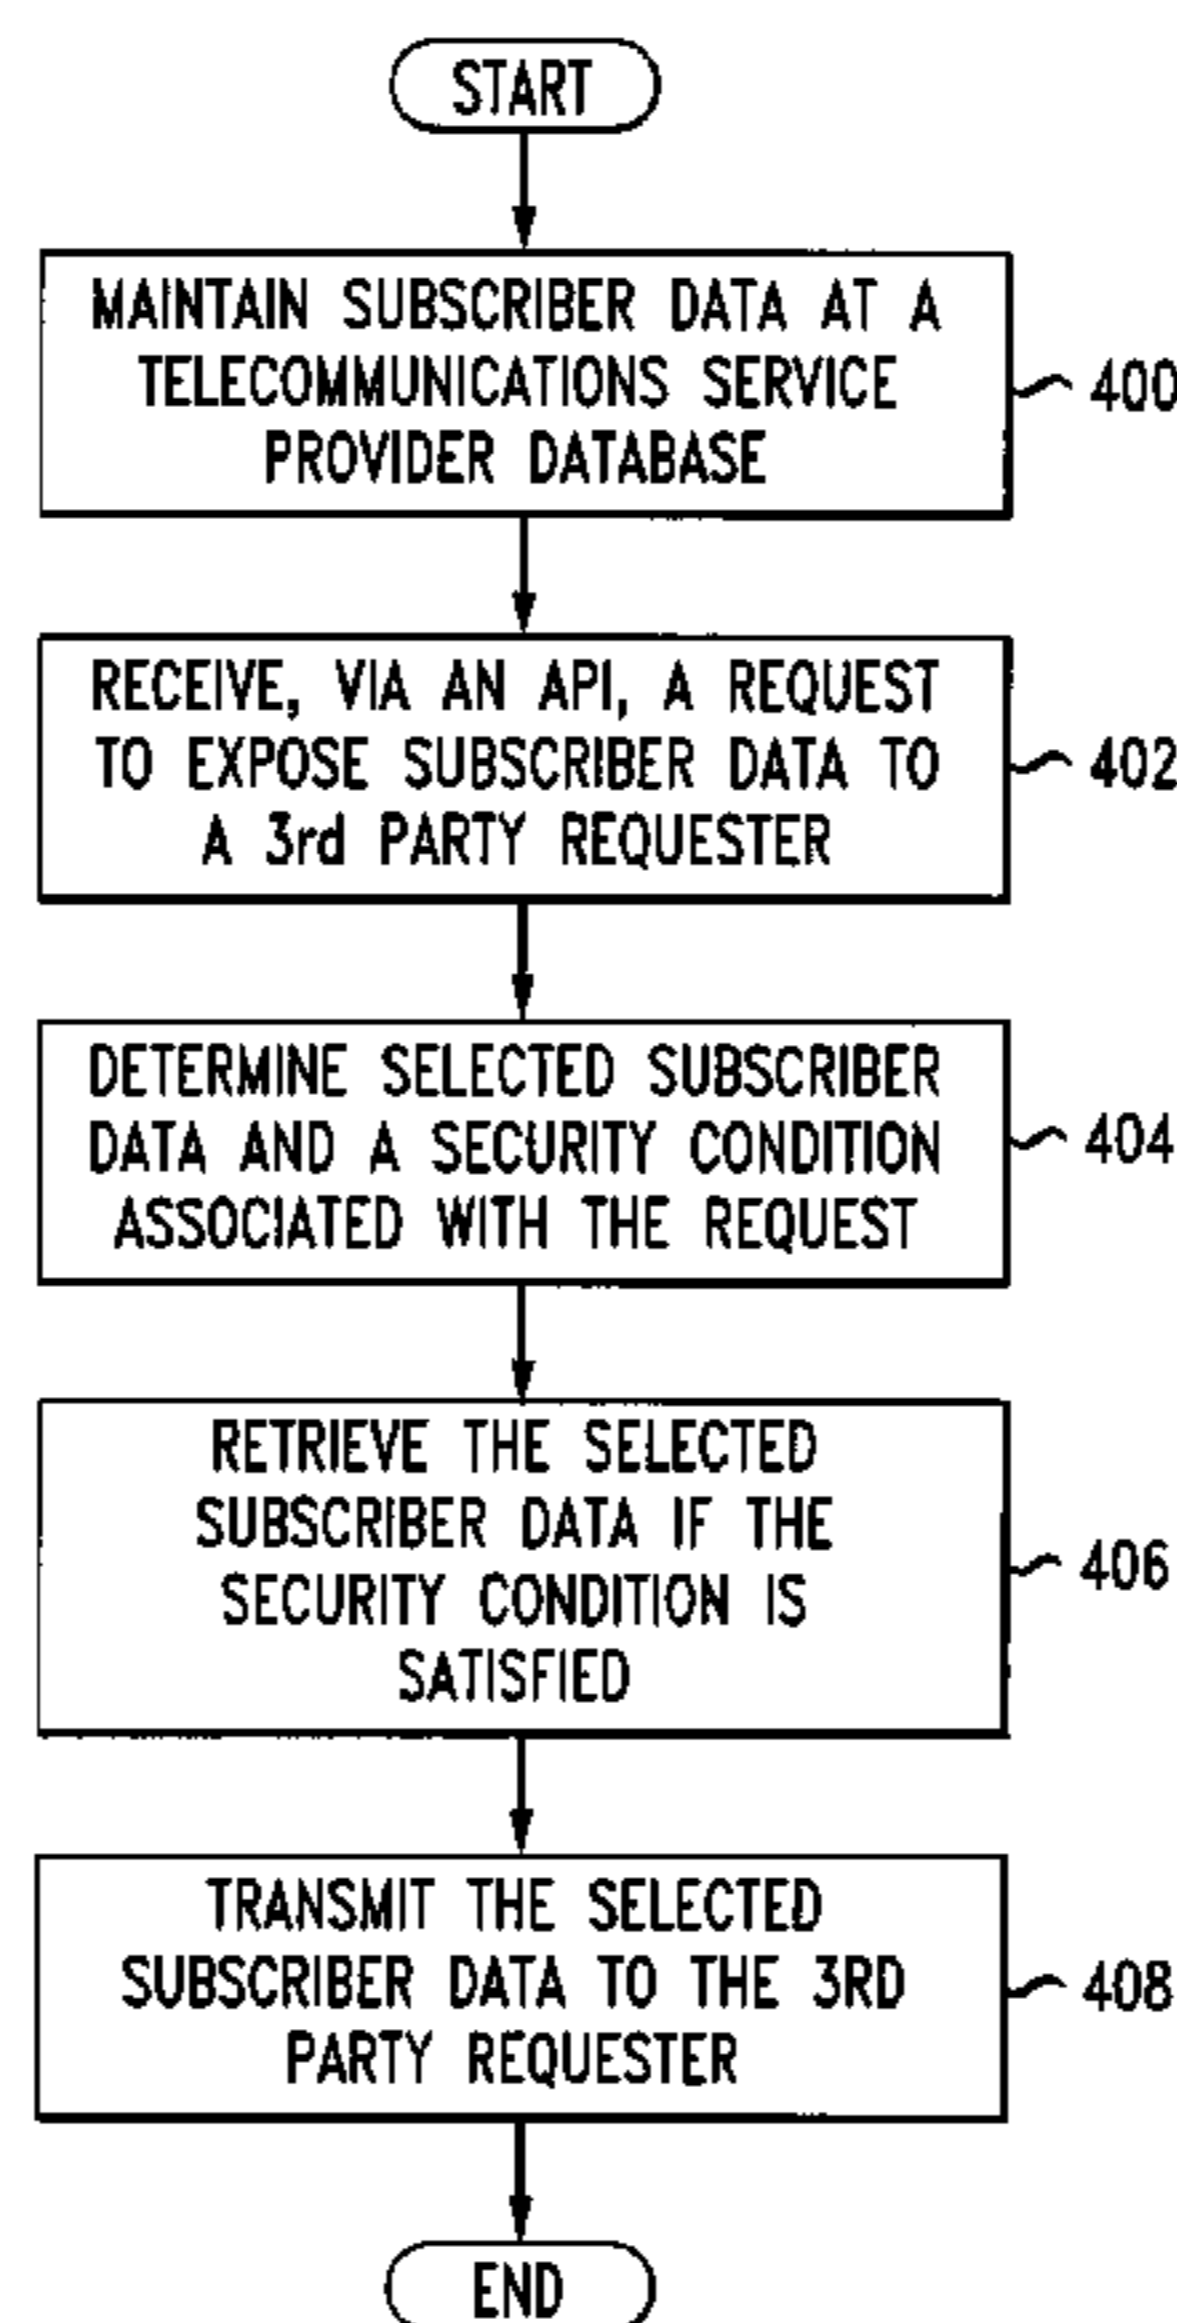 START
MAINTAIN SUBSCRIBER DATA AT A
TELECOMMUNICATIONS SERVICE
PROVIDER DATABASE
400
RECEIVE, VIA AN API, A REQUEST
TO EXPOSE SUBSCRIBER DATA TO
A 3rd PARTY REQUESTER
402
DETERMINE SELECTED SUBSCRIBER
DATA AND A SECURITY CONDITION
ASSOCIATED WITH THE REQUEST
404
RETRIEVE THE SELECTED
SUBSCRIBER DATA IF THE
SECURITY CONDITION IS
SATISFIED
406
TRANSMIT THE SELECTED
SUBSCRIBER DATA TO THE 3RD
PARTY REQUESTER
408
END